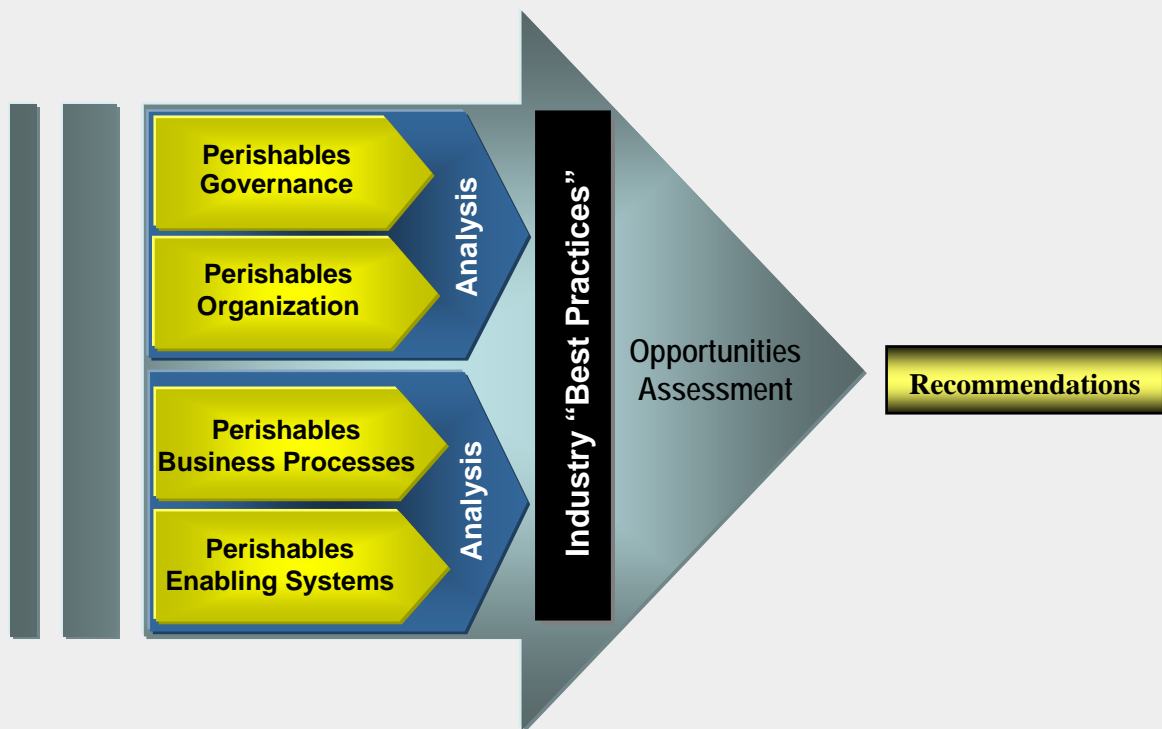 Perishables
Governance
Perishables
Organization
Analysis
Perishables
Business Processes
Perishables
Enabling Systems
Analysis
Industry “Best Practices”
Opportunities
Assessment
Recommendations